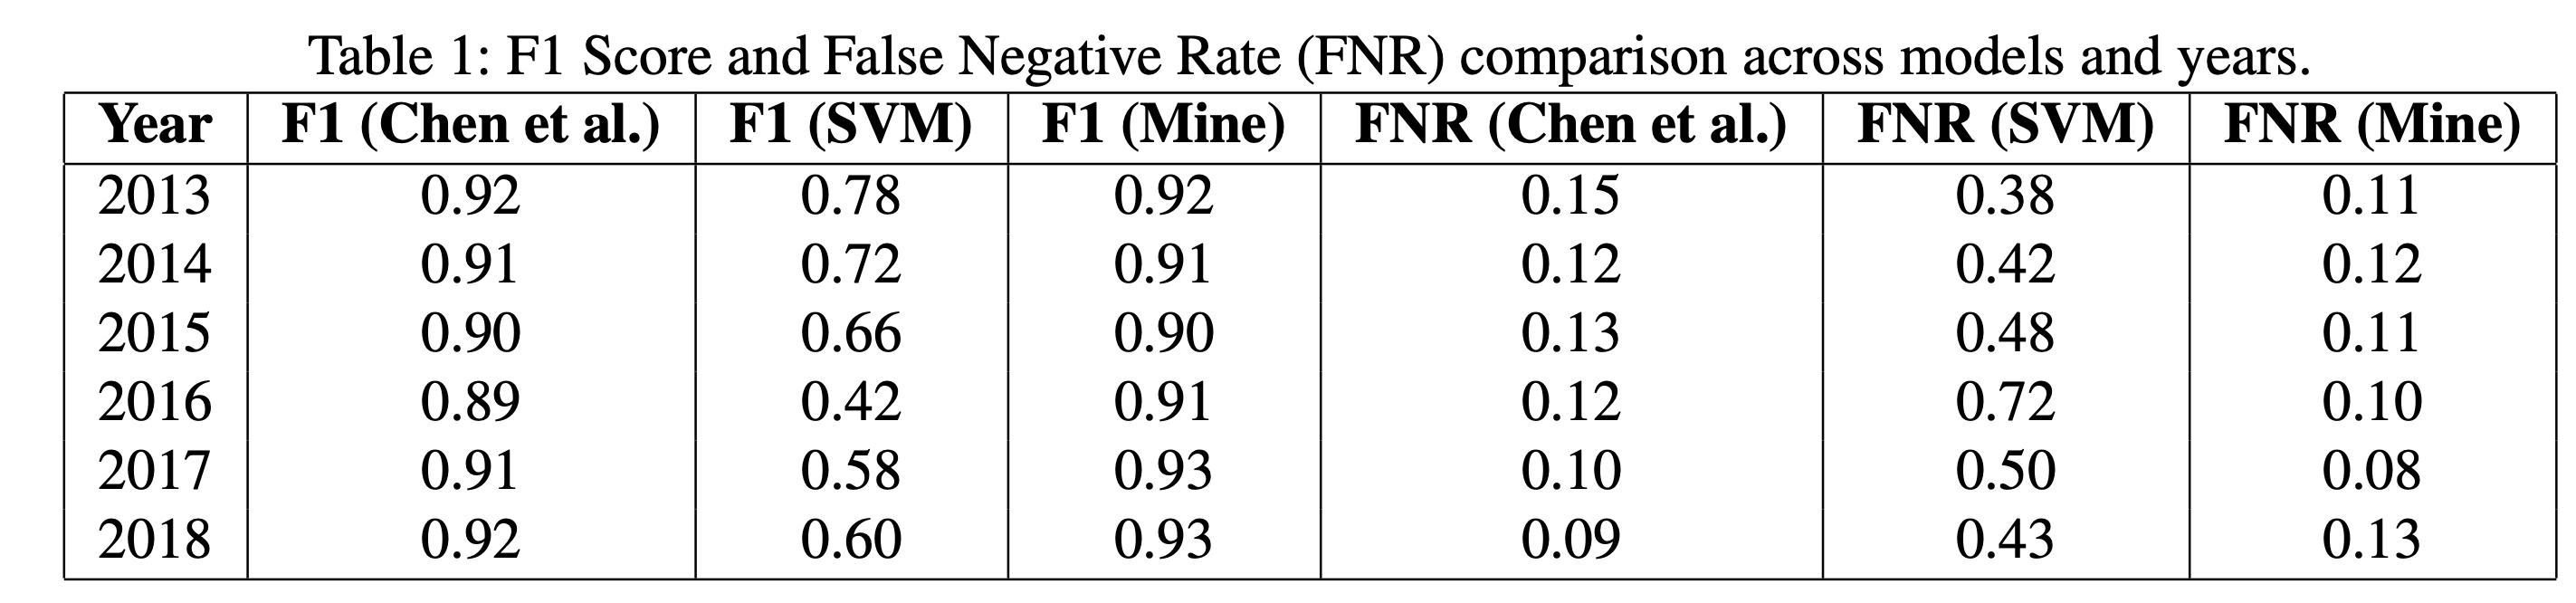 Table 1: F1 Score and False Negative Rate (FNR) comparison across models and years.
Year F1 (Chen et al.) F1 (SVM) F1 (Mine) FNR (Chen et al.) FNR (SVM) FNR (Mine)
2013 0.92 0.78 0.92 0.15 0.38 0.11
2014 0.91 0.72 0.91 0.12 0.42 0.12
2015 0.90 0.66 0.90 0.13 0.48 0.11
2016 0.89 0.42 0.91 0.12 0.72 0.10
2017 0.91 0.58 0.93 0.10 0.50 0.08
2018 0.92 0.60 0.93 0.09 0.43 0.13